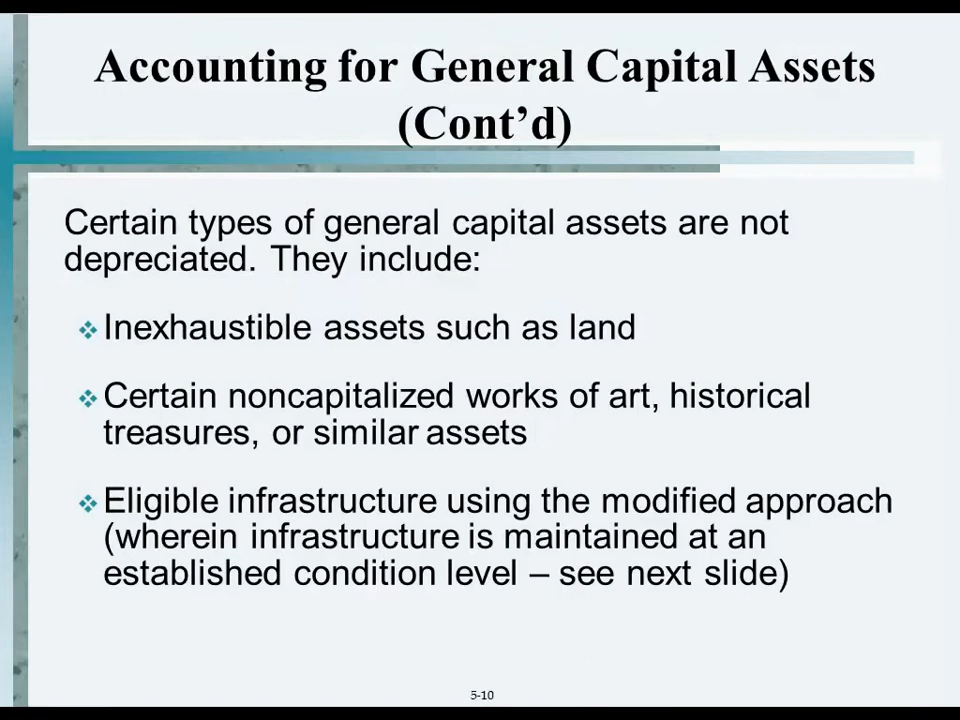 Accounting for General Capital Assets
(Cont’d)
Certain types of general capital assets are not
depreciated. They include:
Inexhaustible assets such as land
Certain noncapitalized works of art, historical
treasures, or similar assets
Eligible infrastructure using the modified approach
(wherein infrastructure is maintained at an
established condition level – see next slide)
5-10